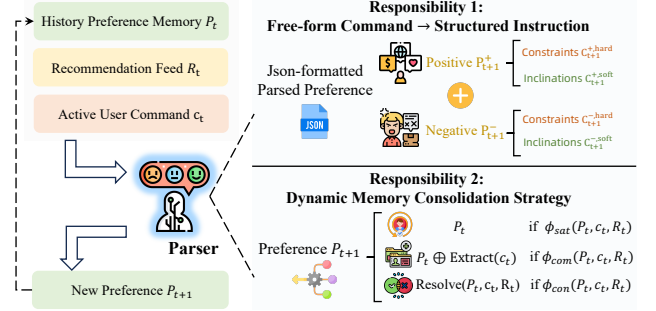 History Preference Memory P_t
Recommendation Feed R_t
Active User Command c_t
Parser
New Preference P_{t+1}
Responsibility 1:
Free-form Command → Structured Instruction
Json-formatted
Parsed Preference
JSON
Positive P_{t+1}^+
Constraints C_{t+1}^{+,hard}
Inclinations C_{t+1}^{+,soft}
Negative P_{t+1}^-
Constraints C_{t+1}^{-,hard}
Inclinations C_{t+1}^{-,soft}
Responsibility 2:
Dynamic Memory Consolidation Strategy
Preference P_{t+1}
P_t if ϕ_{sat}(P_t, c_t, R_t)
P_t ⊕ Extract(c_t) if ϕ_{com}(P_t, c_t, R_t)
Resolve(P_t, c_t, R_t) if ϕ_{con}(P_t, c_t, R_t)